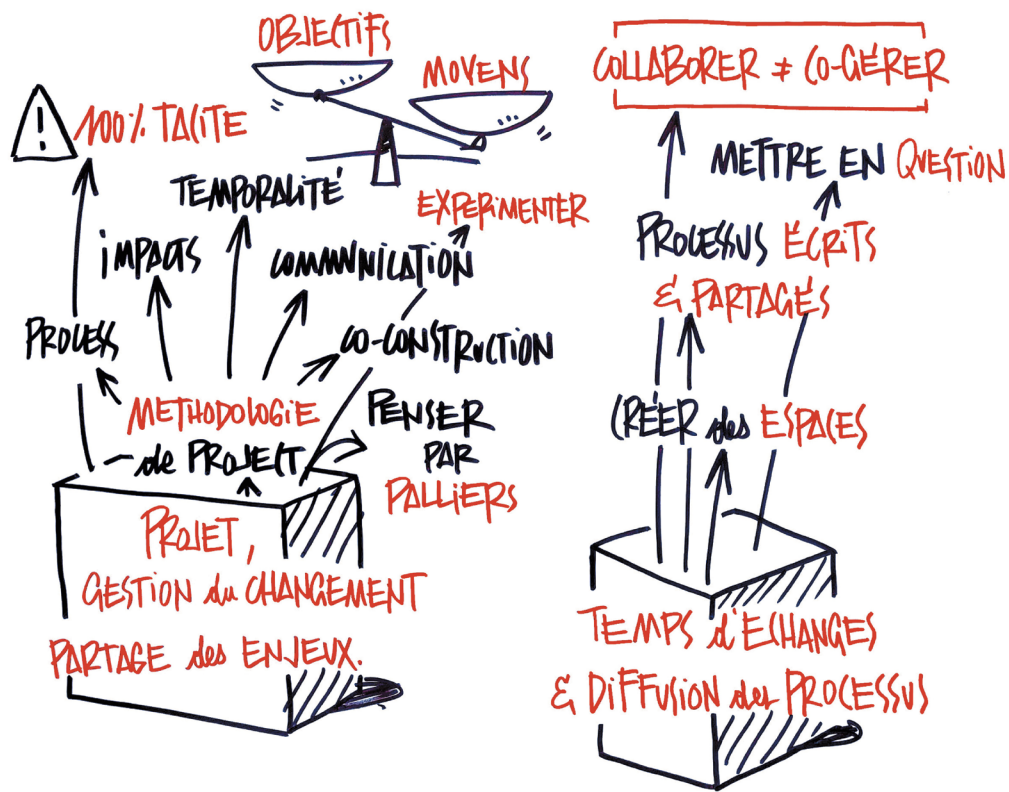 OBJECTIFS
MOYENS
! 100% TACITE
TEMPORALITÉ
EXPERIMENTER
iMPACTS
COMMUNICATION
PROCESS
CO-CONSTRUCTION
METHODOLOGIE
de PROJECT
PENSER
PAR
PALLIERS
PROJET,
GESTION du CHANGEMENT
PARTAGE des ENJEUX.
COLLABORER ≠ CO-GÉRER
METTRE EN QUESTION
PROCESSUS ÉCRITS
& PARTAGÉS
CRÉER des ESPACES
TEMPS d'ECHANGES
& DIFFUSION des PROCESSUS